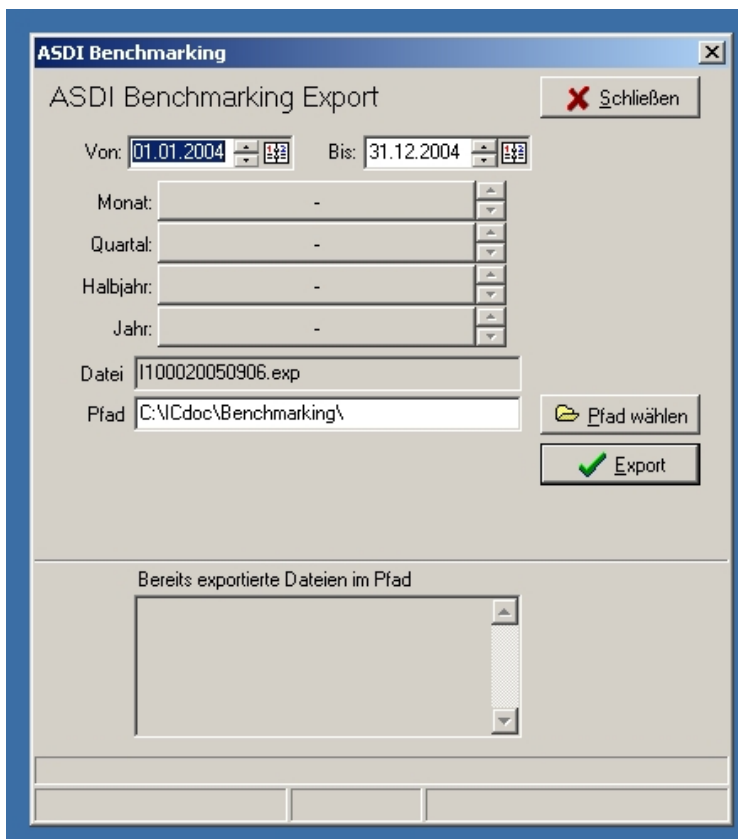 ASDI Benchmarking
ASDI Benchmarking Export
Schließen
Von: 01.01.2004 Bis: 31.12.2004
Monat: -
Quartal: -
Halbjahr: -
Jahr: -
Datei I100020050906.exp
Pfad C:\ICdoc\Benchmarking\
Pfad wählen
Export
Bereits exportierte Dateien im Pfad